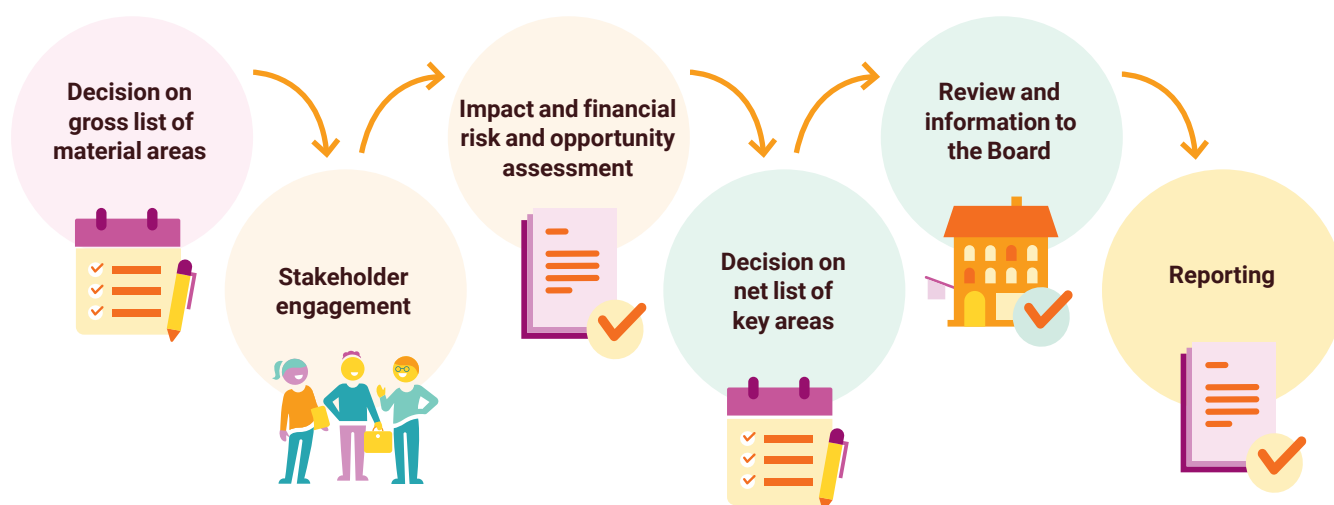 Decision on
gross list of
material areas
Stakeholder
engagement
Impact and financial
risk and opportunity
assessment
Decision on
net list of
key areas
Review and
information to
the Board
Reporting